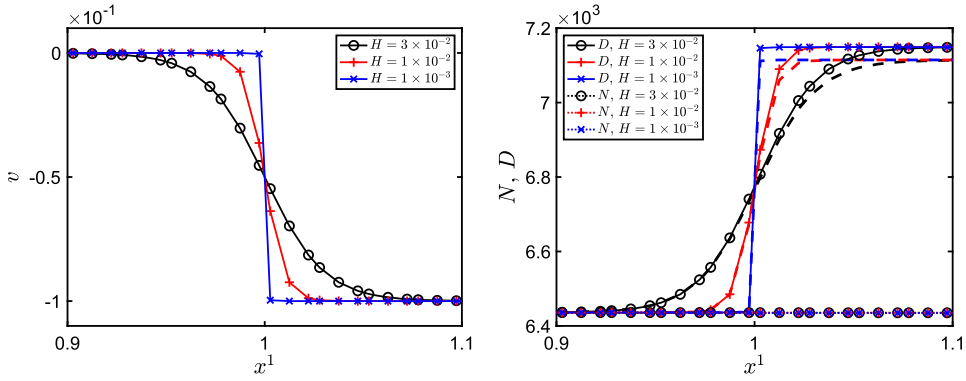 ×10⁻¹
0
-0.5
-1
v
0.9
1
1.1
x¹
H = 3 × 10⁻²
H = 1 × 10⁻²
H = 1 × 10⁻³
×10³
7.2
7
6.8
6.6
6.4
N, D
0.9
1
1.1
x¹
D, H = 3 × 10⁻²
D, H = 1 × 10⁻²
D, H = 1 × 10⁻³
N, H = 3 × 10⁻²
N, H = 1 × 10⁻²
N, H = 1 × 10⁻³